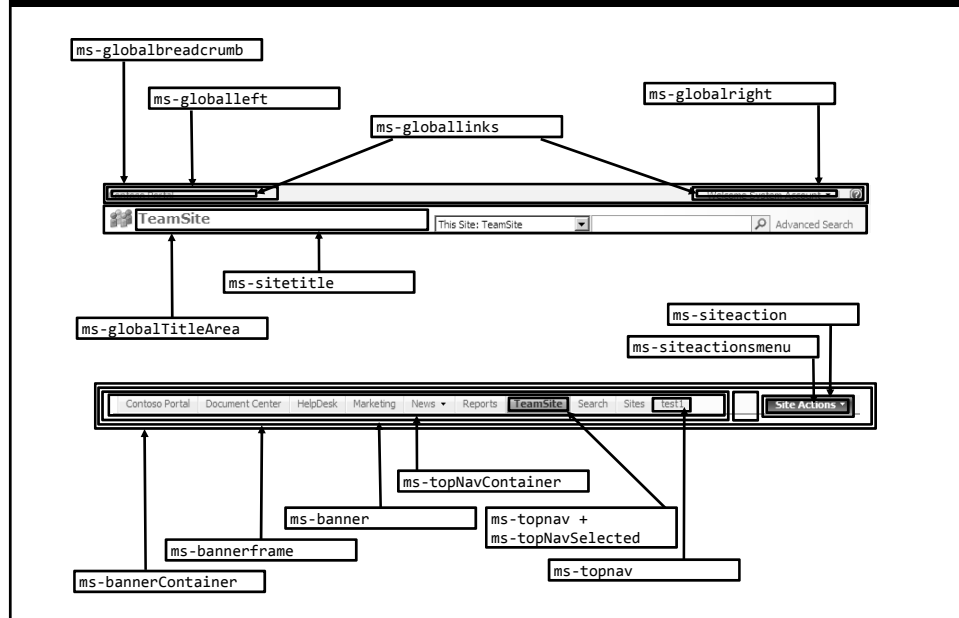 ms-globalbreadcrumb
ms-globalleft
ms-globalright
ms-globallinks
Contoso Portal
Welcome System Account
TeamSite
This Site: TeamSite
Advanced Search
ms-sitetitle
ms-globalTitleArea
ms-siteaction
ms-siteactionsmenu
Contoso Portal Document Center HelpDesk Marketing News Reports TeamSite Search Sites test1 Site Actions
ms-topNavContainer
ms-banner
ms-topnav +
ms-topNavSelected
ms-bannerframe
ms-topnav
ms-bannerContainer